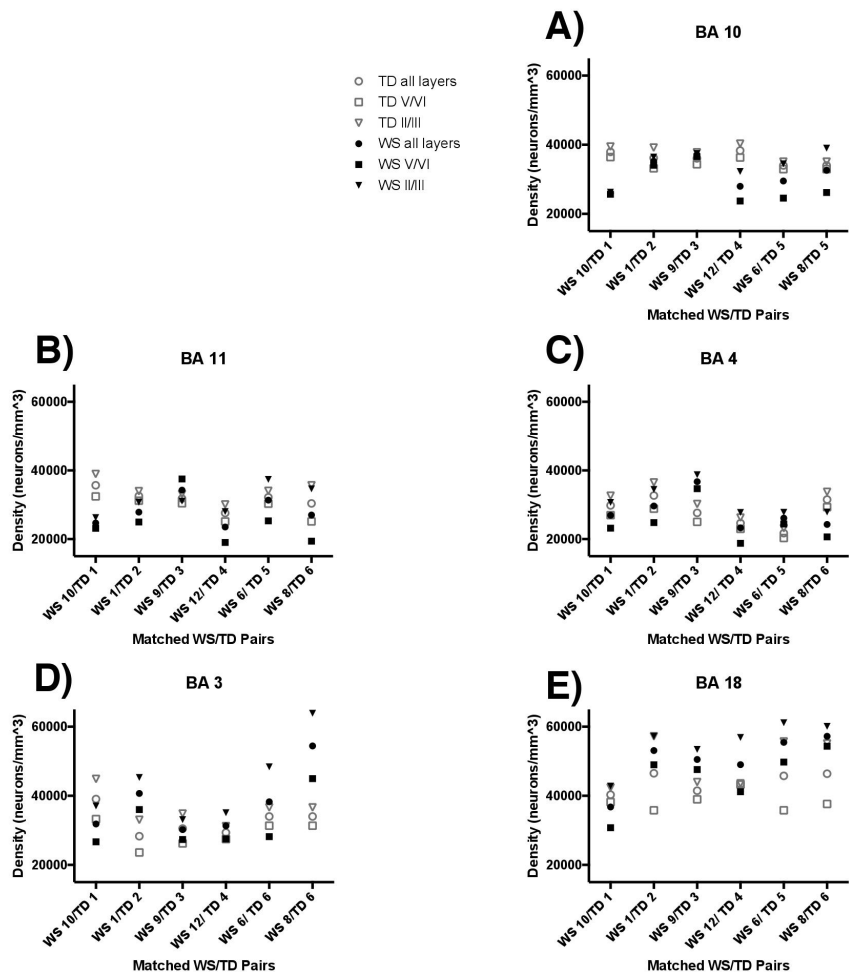 A)
BA 10
TD all layers
TD V/VI
TD II/III
WS all layers
WS V/VI
WS II/III
Density (neurons/mm^3)
60000
40000
20000
WS 10/TD 1
WS 1/TD 2
WS 9/TD 3
WS 12/ TD 4
WS 6/ TD 5
WS 8/TD 5
Matched WS/TD Pairs
B)
BA 11
Density (neurons/mm^3)
60000
40000
20000
WS 10/TD 1
WS 1/TD 2
WS 9/TD 3
WS 12/ TD 4
WS 6/ TD 5
WS 8/TD 6
Matched WS/TD Pairs
C)
BA 4
Density (neurons/mm^3)
60000
40000
20000
WS 10/TD 1
WS 1/TD 2
WS 9/TD 3
WS 12/ TD 4
WS 6/ TD 5
WS 8/TD 6
Matched WS/TD Pairs
D)
BA 3
Density (neurons/mm^3)
60000
40000
20000
WS 10/TD 1
WS 1/TD 2
WS 9/TD 3
WS 12/ TD 4
WS 6/ TD 6
WS 8/TD 6
Matched WS/TD Pairs
E)
BA 18
Density (neurons/mm^3)
60000
40000
20000
WS 10/TD 1
WS 1/TD 2
WS 9/TD 3
WS 12/ TD 4
WS 6/ TD 5
WS 8/TD 6
Matched WS/TD Pairs